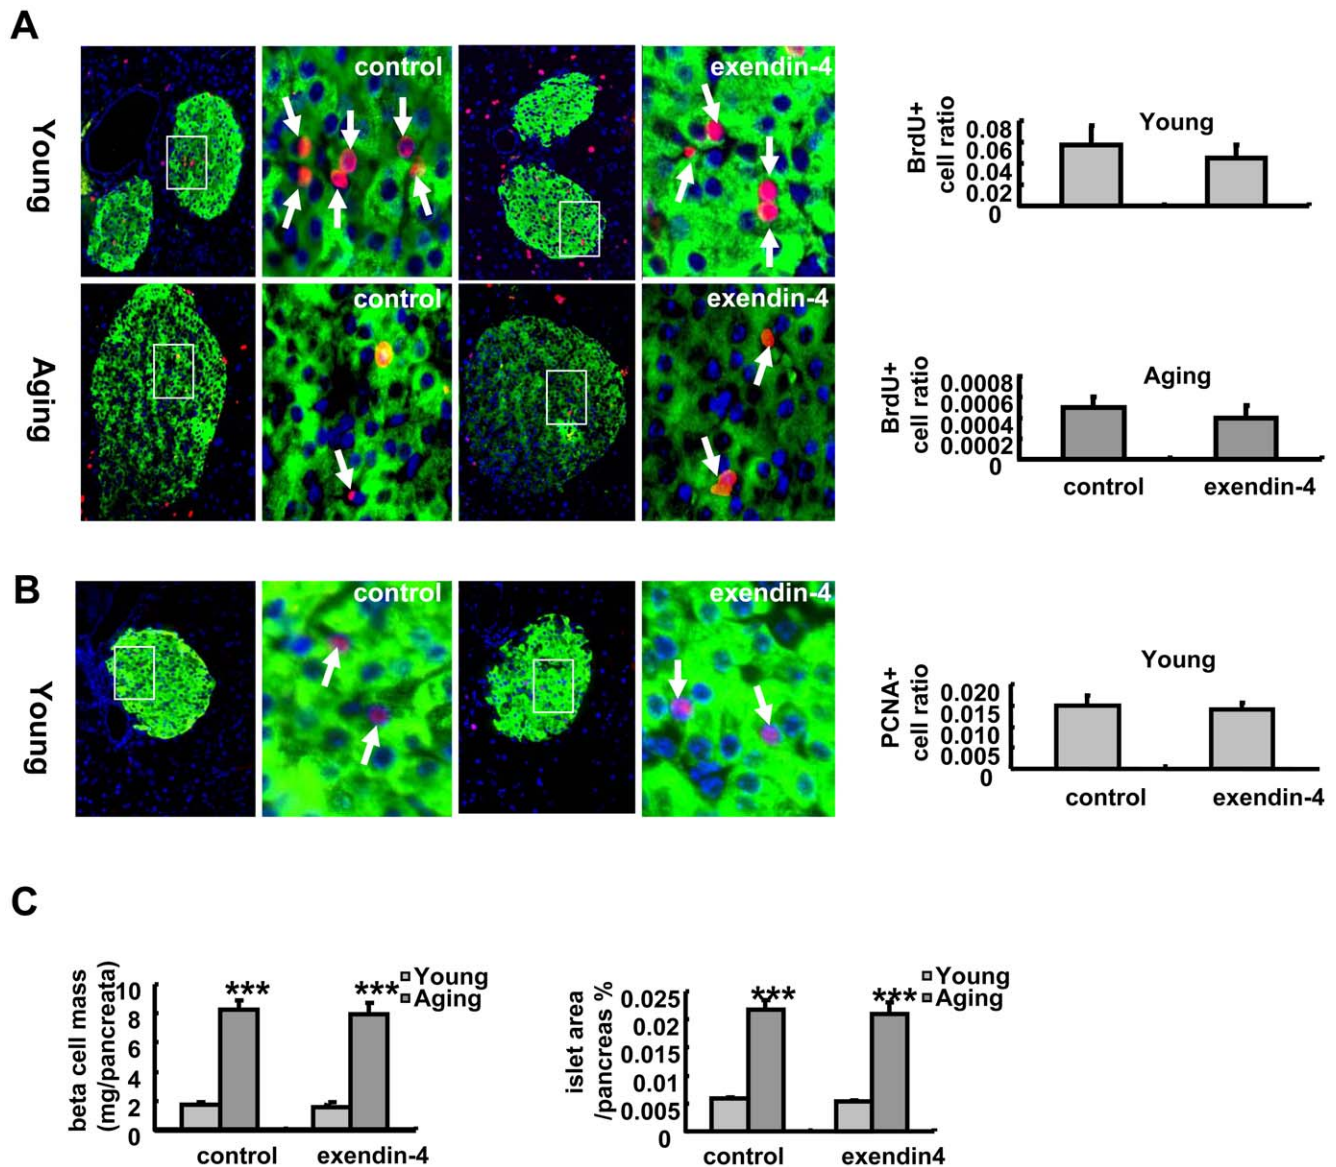 A
Young
control
exendin-4
BrdU+
cell ratio
Young
0.08
0.06
0.04
0.02
0
Aging
control
exendin-4
BrdU+
cell ratio
Aging
0.0008
0.0006
0.0004
0.0002
0
control
exendin-4
B
Young
control
exendin-4
PCNA+
cell ratio
Young
0.020
0.015
0.010
0.005
0
control
exendin-4
C
beta cell mass
(mg/pancreata)
10
8
6
4
2
0
***
***
Young
Aging
control
exendin-4
islet area
/pancreas %
0.025
0.02
0.015
0.01
0.005
0
***
***
Young
Aging
control
exendin4